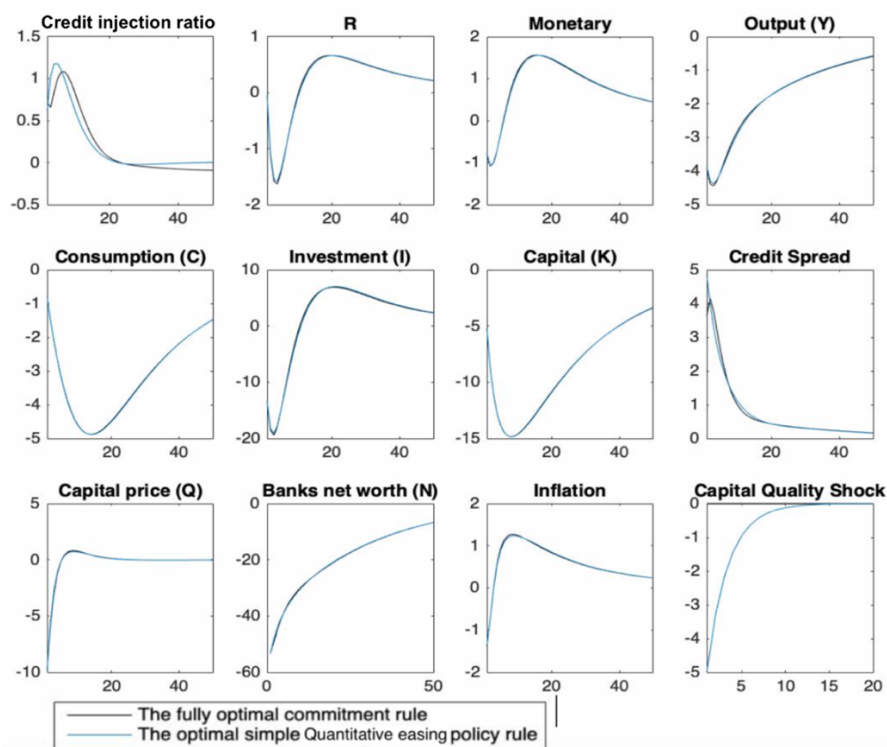 Credit injection ratio R Monetary Output (Y)
1.5 2 2 0
1 1 1 -1
0.5 0 0 -2
0 -1 -1 -3
-0.5 -2 -2 -4
-5
20 40 0 20 40 20 40 20 40
Consumption (C) Investment (I) Capital (K) Credit Spread
0 10 0 5
-1 0 -5 4
-2 -10 -10 3
-3 -20 -15 2
-4 1
-5 0
20 40 20 40 20 40 20 40
Capital price (Q) Banks net worth (N) Inflation Capital Quality Shock
5 0 2 0
0 -20 1 -1
-5 -40 0 -2
-10 -60 -1 -3
-2 -4
-5
20 40 0 50 20 40 5 10 15 20
The fully optimal commitment rule
The optimal simple Quantitative easing policy rule